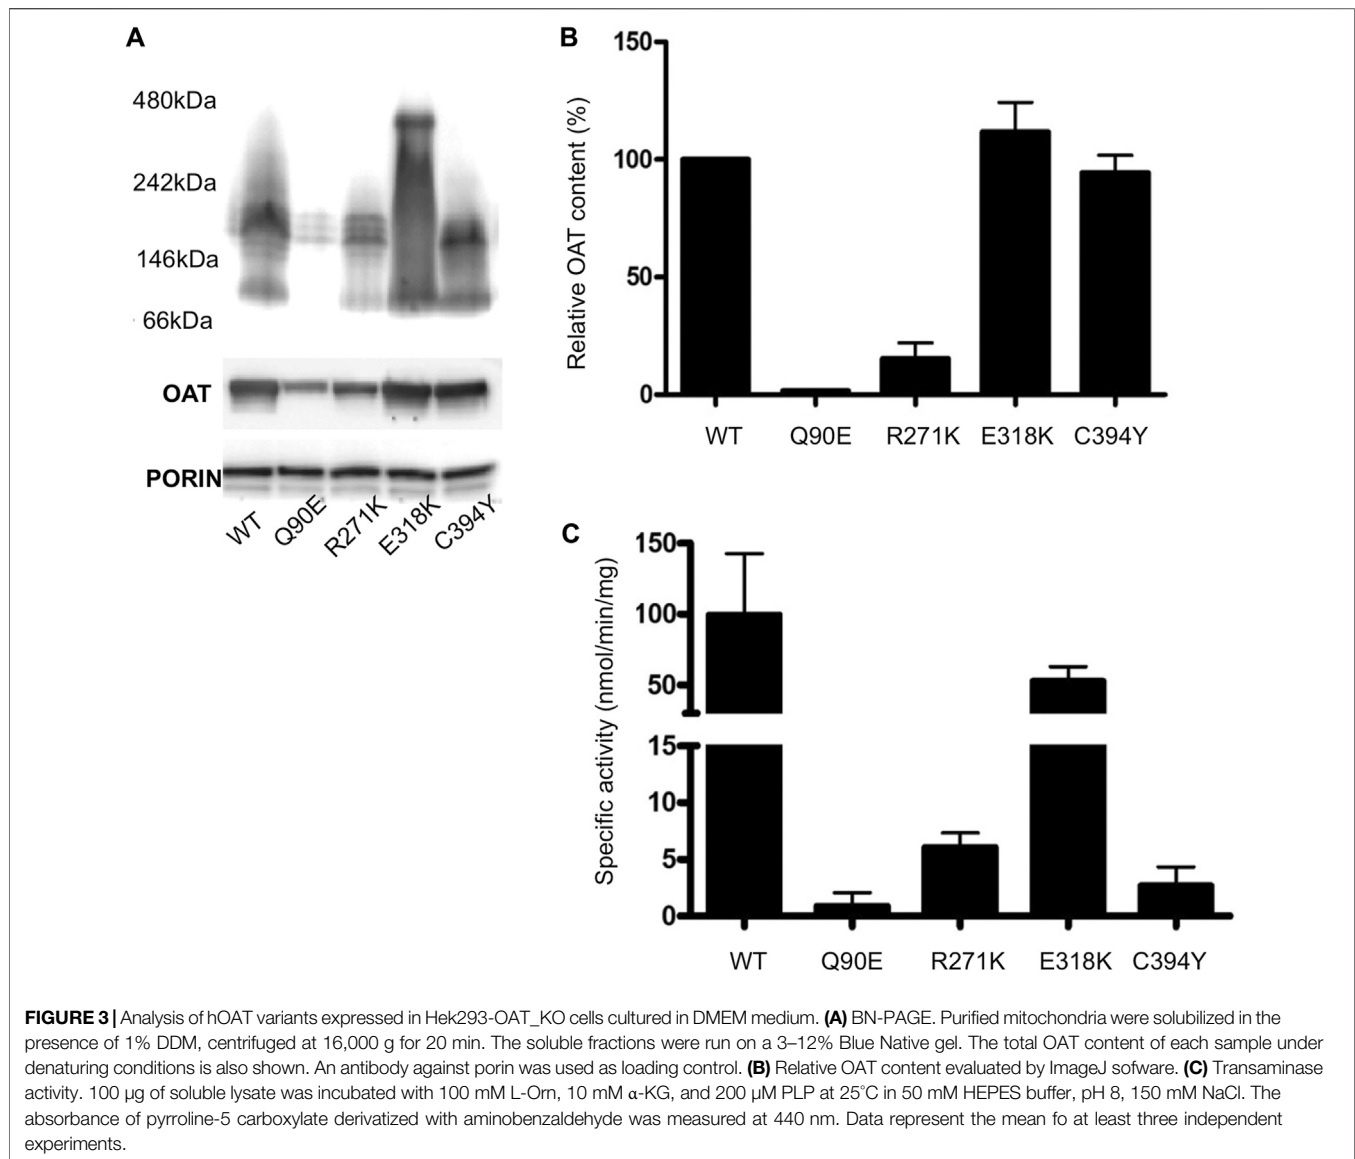 A
480kDa
242kDa
146kDa
66kDa
OAT
PORIN
WT
Q90E
R271K
E318K
C394Y
B
150
100
50
0
Relative OAT content (%)
WT
Q90E
R271K
E318K
C394Y
C
150
100
50
15
10
5
0
Specific activity (nmol/min/mg)
WT
Q90E
R271K
E318K
C394Y
FIGURE 3 | Analysis of hOAT variants expressed in Hek293-OAT_KO cells cultured in DMEM medium. (A) BN-PAGE. Purified mitochondria were solubilized in the
presence of 1% DDM, centrifuged at 16,000 g for 20 min. The soluble fractions were run on a 3–12% Blue Native gel. The total OAT content of each sample under
denaturing conditions is also shown. An antibody against porin was used as loading control. (B) Relative OAT content evaluated by ImageJ sofware. (C) Transaminase
activity. 100 μg of soluble lysate was incubated with 100 mM L-Orn, 10 mM α-KG, and 200 μM PLP at 25°C in 50 mM HEPES buffer, pH 8, 150 mM NaCl. The
absorbance of pyrroline-5 carboxylate derivatized with aminobenzaldehyde was measured at 440 nm. Data represent the mean fo at least three independent
experiments.